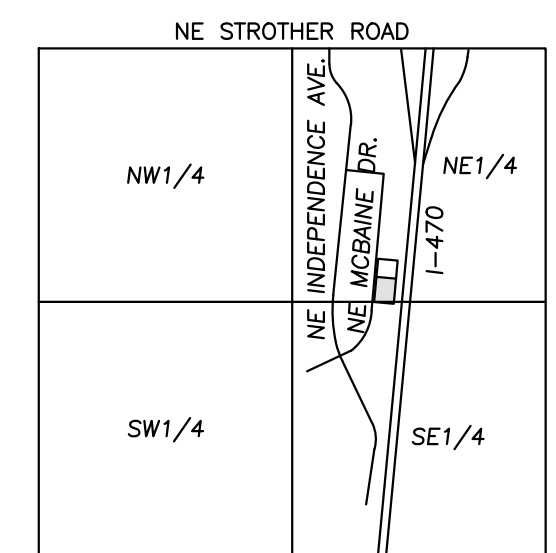 NE STROTHER ROAD
NW1/4
NE INDEPENDENCE AVE.
NE MCBAINE DR.
I-470
NE1/4
SW1/4
SE1/4